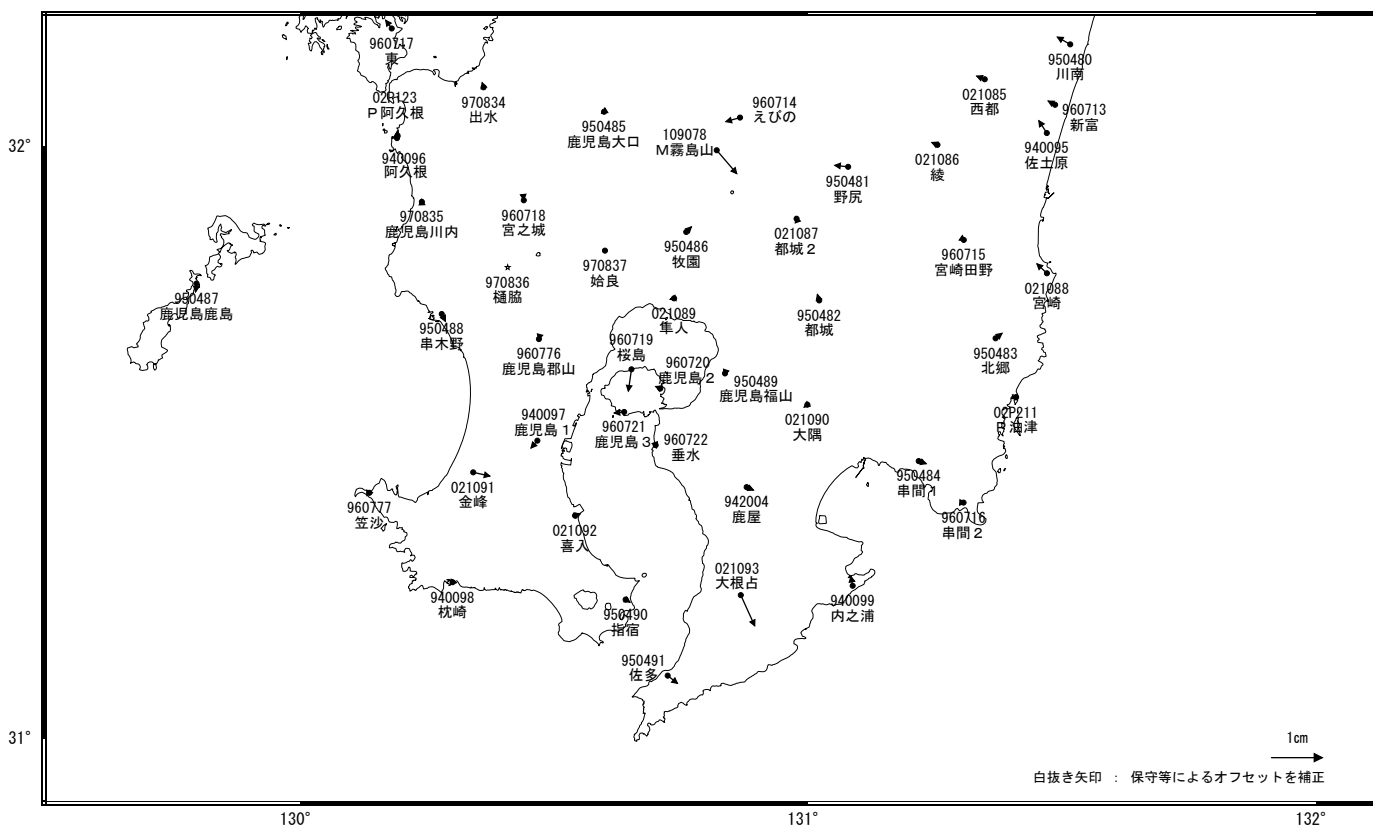 960717
東
950480
川南
02P123
P阿久根
970834
出水
950485
鹿児島大口
960714
えびの
021085
西都
960713
新富
109078
M霧島山
32°
940096
阿久根
021086
綾
940095
佐土原
950481
野尻
970835
鹿児島川内
960718
宮之城
021087
都城2
950486
牧園
960715
宮崎田野
970837
姶良
970836
樋脇
950487
鹿児島鹿島
021088
宮崎
950488
串木野
021089
隼人
950482
都城
960776
鹿児島郡山
960719
桜島
960720
鹿児島2
950489
鹿児島福山
950483
北郷
940097
鹿児島1
960721
鹿児島3
021090
大隅
02P211
P油津
960722
垂水
021091
金峰
950484
串間1
960777
笠沙
942004
鹿屋
960716
串間2
021092
喜入
021093
大根占
940098
枕崎
950490
指宿
940099
内之浦
950491
佐多
31°
1cm
白抜き矢印 : 保守等によるオフセットを補正
130°
131°
132°